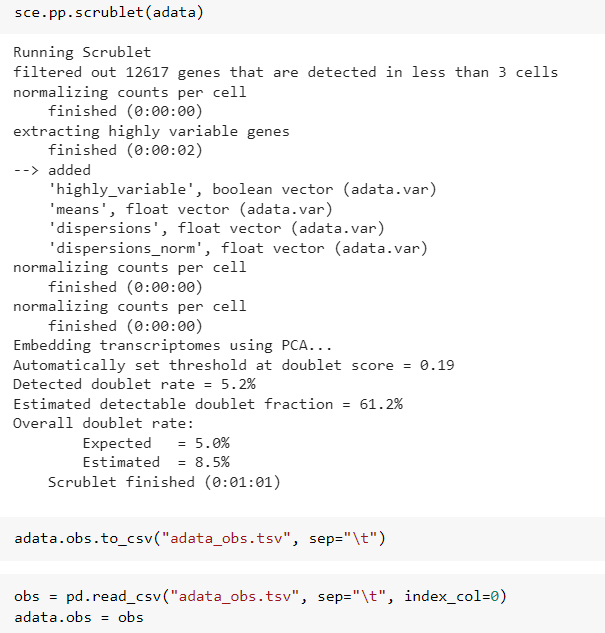 sce.pp.scrublet(adata)
Running Scrublet
filtered out 12617 genes that are detected in less than 3 cells
normalizing counts per cell
    finished (0:00:00)
extracting highly variable genes
    finished (0:00:02)
--> added
    'highly_variable', boolean vector (adata.var)
    'means', float vector (adata.var)
    'dispersions', float vector (adata.var)
    'dispersions_norm', float vector (adata.var)
normalizing counts per cell
    finished (0:00:00)
normalizing counts per cell
    finished (0:00:00)
Embedding transcriptomes using PCA...
Automatically set threshold at doublet score = 0.19
Detected doublet rate = 5.2%
Estimated detectable doublet fraction = 61.2%
Overall doublet rate:
        Expected   = 5.0%
        Estimated  = 8.5%
    Scrublet finished (0:01:01)
adata.obs.to_csv("adata_obs.tsv", sep="\t")
obs = pd.read_csv("adata_obs.tsv", sep="\t", index_col=0)
adata.obs = obs